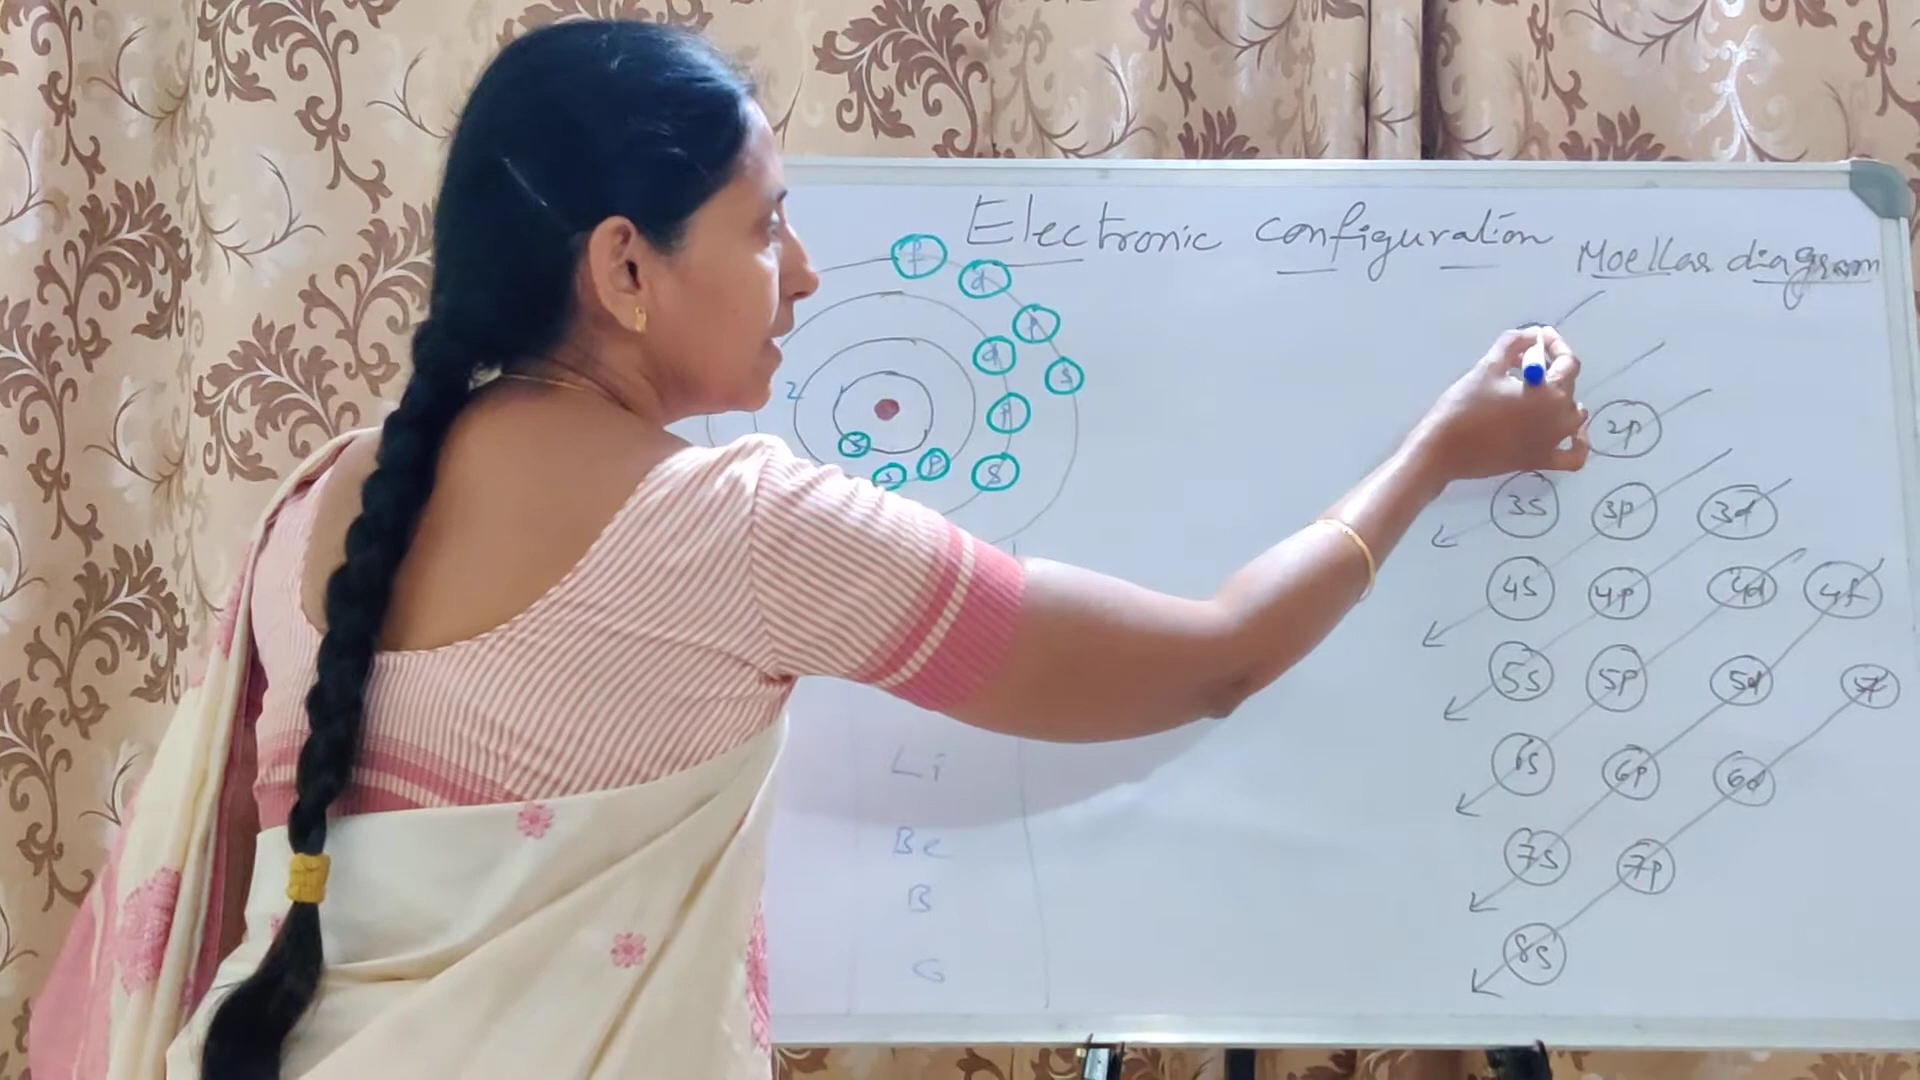 Electronic configuration
Moellar diagram
f
d
p
s
d
p
s
2
s
s
p
2p
3s 3p 3d
4s 4p 4d 4f
5s 5p 5d 5f
6s 6p 6d
7s 7p
8s
Li
Be
B
C